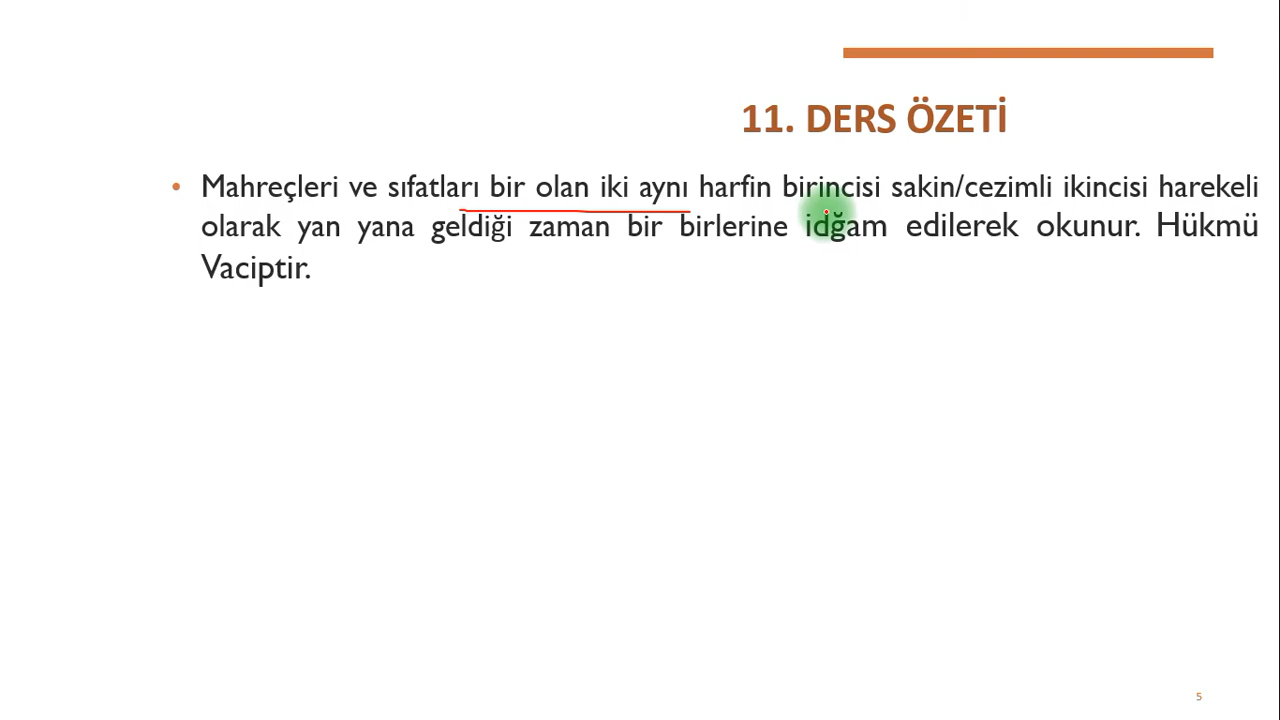 11. DERS ÖZETİ
• Mahreçleri ve sıfatları bir olan iki aynı harfin birincisi sakin/cezimli ikincisi harekeli
olarak yan yana geldiği zaman bir birlerine idğam edilerek okunur. Hükmü
Vaciptir.
5